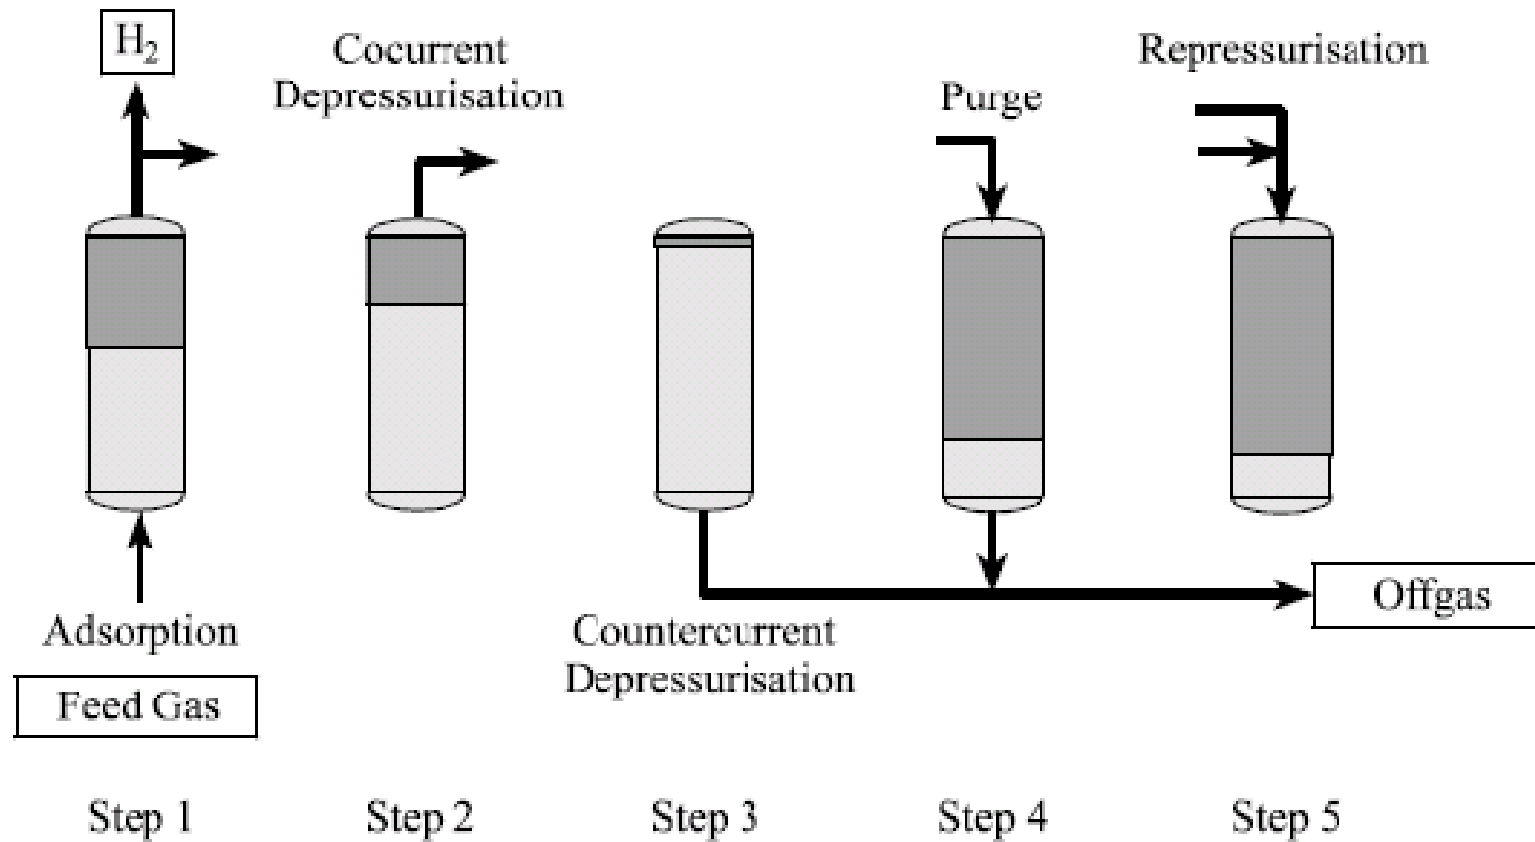 H₂
Cocurrent
Depressurisation
Purge
Repressurisation
Adsorption
Feed Gas
Countercurrent
Depressurisation
Offgas
Step 1
Step 2
Step 3
Step 4
Step 5